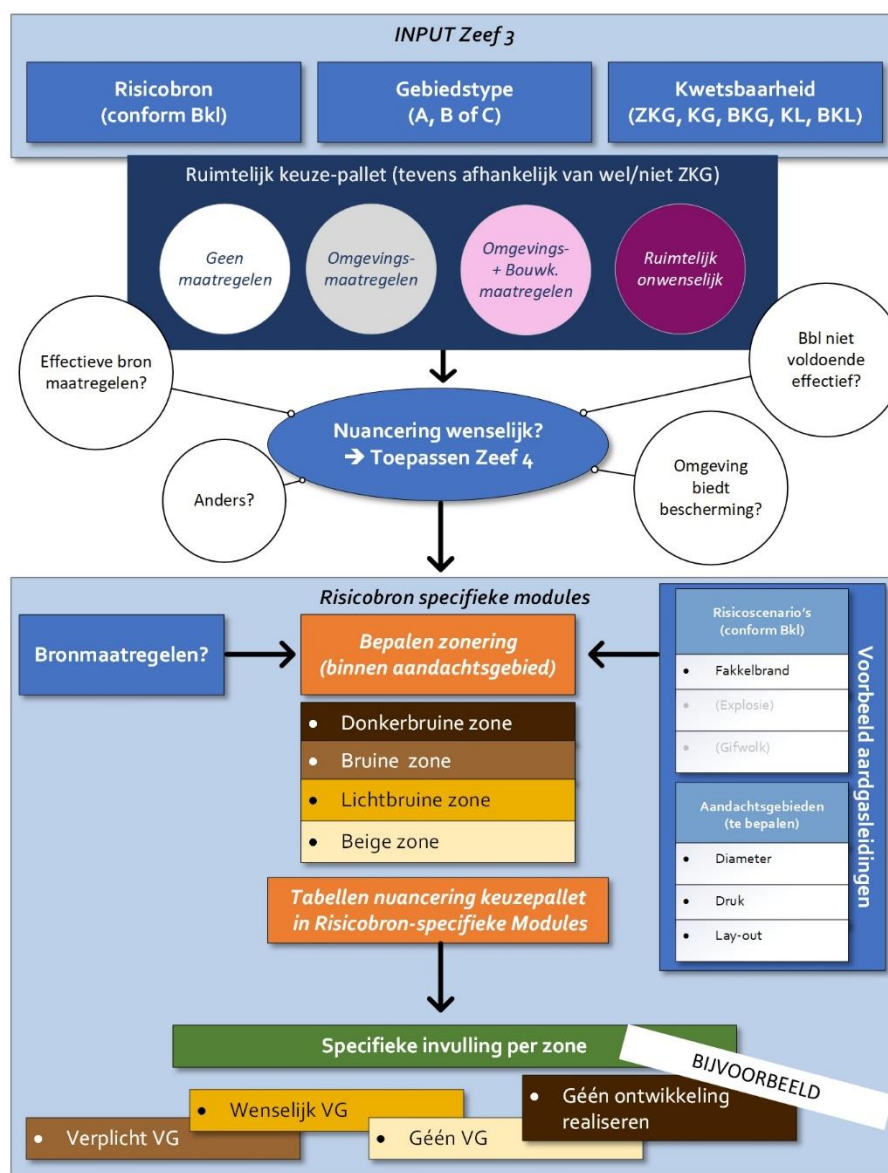 INPUT Zeef 3
Risicobron
(conform Bkl)
Gebiedstype
(A, B of C)
Kwetsbaarheid
(ZKG, KG, BKG, KL, BKL)
Ruimtelijk keuze-pallet (tevens afhankelijk van wel/niet ZKG)
Geen
maatregelen
Omgevings-
maatregelen
Omgevings-
+ Bouwk.
maatregelen
Ruimtelijk
onwenselijk
Effectieve bron
maatregelen?
Bbl niet
voldoende
effectief?
Nuancering wenselijk?
→ Toepassen Zeef 4
Anders?
Omgeving
biedt
bescherming?
Risicobron specifieke modules
Bronmaatregelen?
Bepalen zonering
(binnen aandachtsgebied)
• Donkerbruine zone
• Bruine zone
• Lichtbruine zone
• Beige zone
Risicoscenario's
(conform Bkl)
• Fakkelbrand
• (Explosie)
• (Gifwolk)
Aandachtsgebieden
(te bepalen)
• Diameter
• Druk
• Lay-out
Voorbeeld aardgasleidingen
Tabellen nuancering keuzepallet
in Risicobron-specifieke Modules
Specifieke invulling per zone
BIJVOORBEELD
• Verplicht VG
• Wenselijk VG
• Géén VG
• Géén ontwikkeling
realiseren